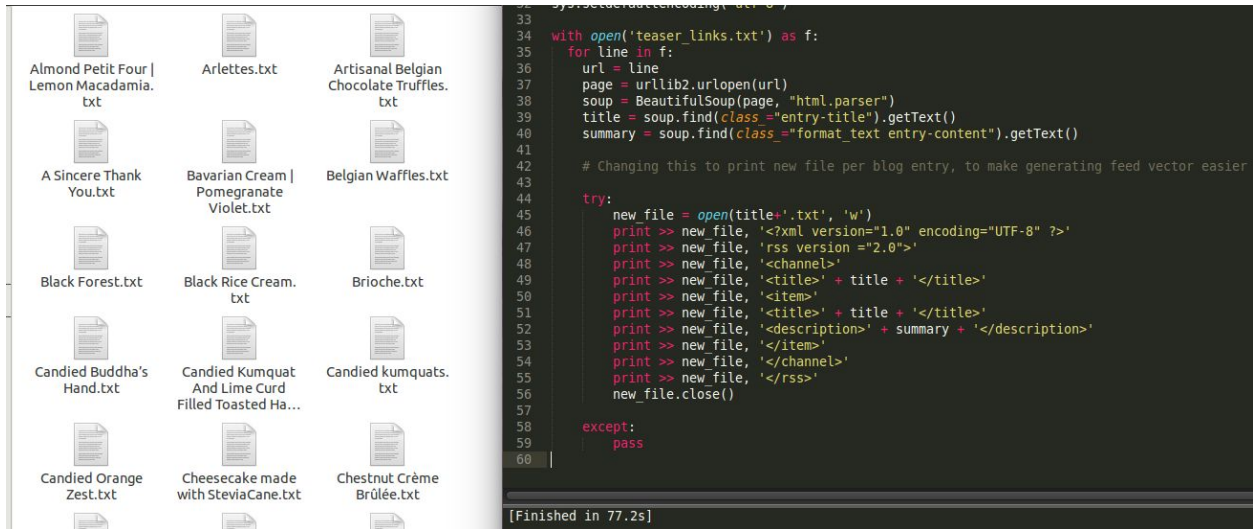 Almond Petit Four |
Lemon Macadamia.
txt
Arlettes.txt
Artisanal Belgian
Chocolate Truffles.
txt
A Sincere Thank
You.txt
Bavarian Cream |
Pomegranate
Violet.txt
Belgian Waffles.txt
Black Forest.txt
Black Rice Cream.
txt
Brioche.txt
Candied Buddha's
Hand.txt
Candied Kumquat
And Lime Curd
Filled Toasted Ha...
Candied kumquats.
txt
Candied Orange
Zest.txt
Cheesecake made
with SteviaCane.txt
Chestnut Crème
Brûlée.txt
33
34 with open('teaser_links.txt') as f:
35   for line in f:
36     url = line
37     page = urllib2.urlopen(url)
38     soup = BeautifulSoup(page, "html.parser")
39     title = soup.find(class_="entry-title").getText()
40     summary = soup.find(class_="format_text entry-content").getText()
41
42     # Changing this to print new file per blog entry, to make generating feed vector easier
43
44     try:
45         new_file = open(title+'.txt', 'w')
46         print >> new_file, '<?xml version="1.0" encoding="UTF-8" ?>'
47         print >> new_file, 'rss version ="2.0">'
48         print >> new_file, '<channel>'
49         print >> new_file, '<title>' + title + '</title>'
50         print >> new_file, '<item>'
51         print >> new_file, '<title>' + title + '</title>'
52         print >> new_file, '<description>' + summary + '</description>'
53         print >> new_file, '</item>'
54         print >> new_file, '</channel>'
55         print >> new_file, '</rss>'
56         new_file.close()
57
58     except:
59         pass
60
[Finished in 77.2s]